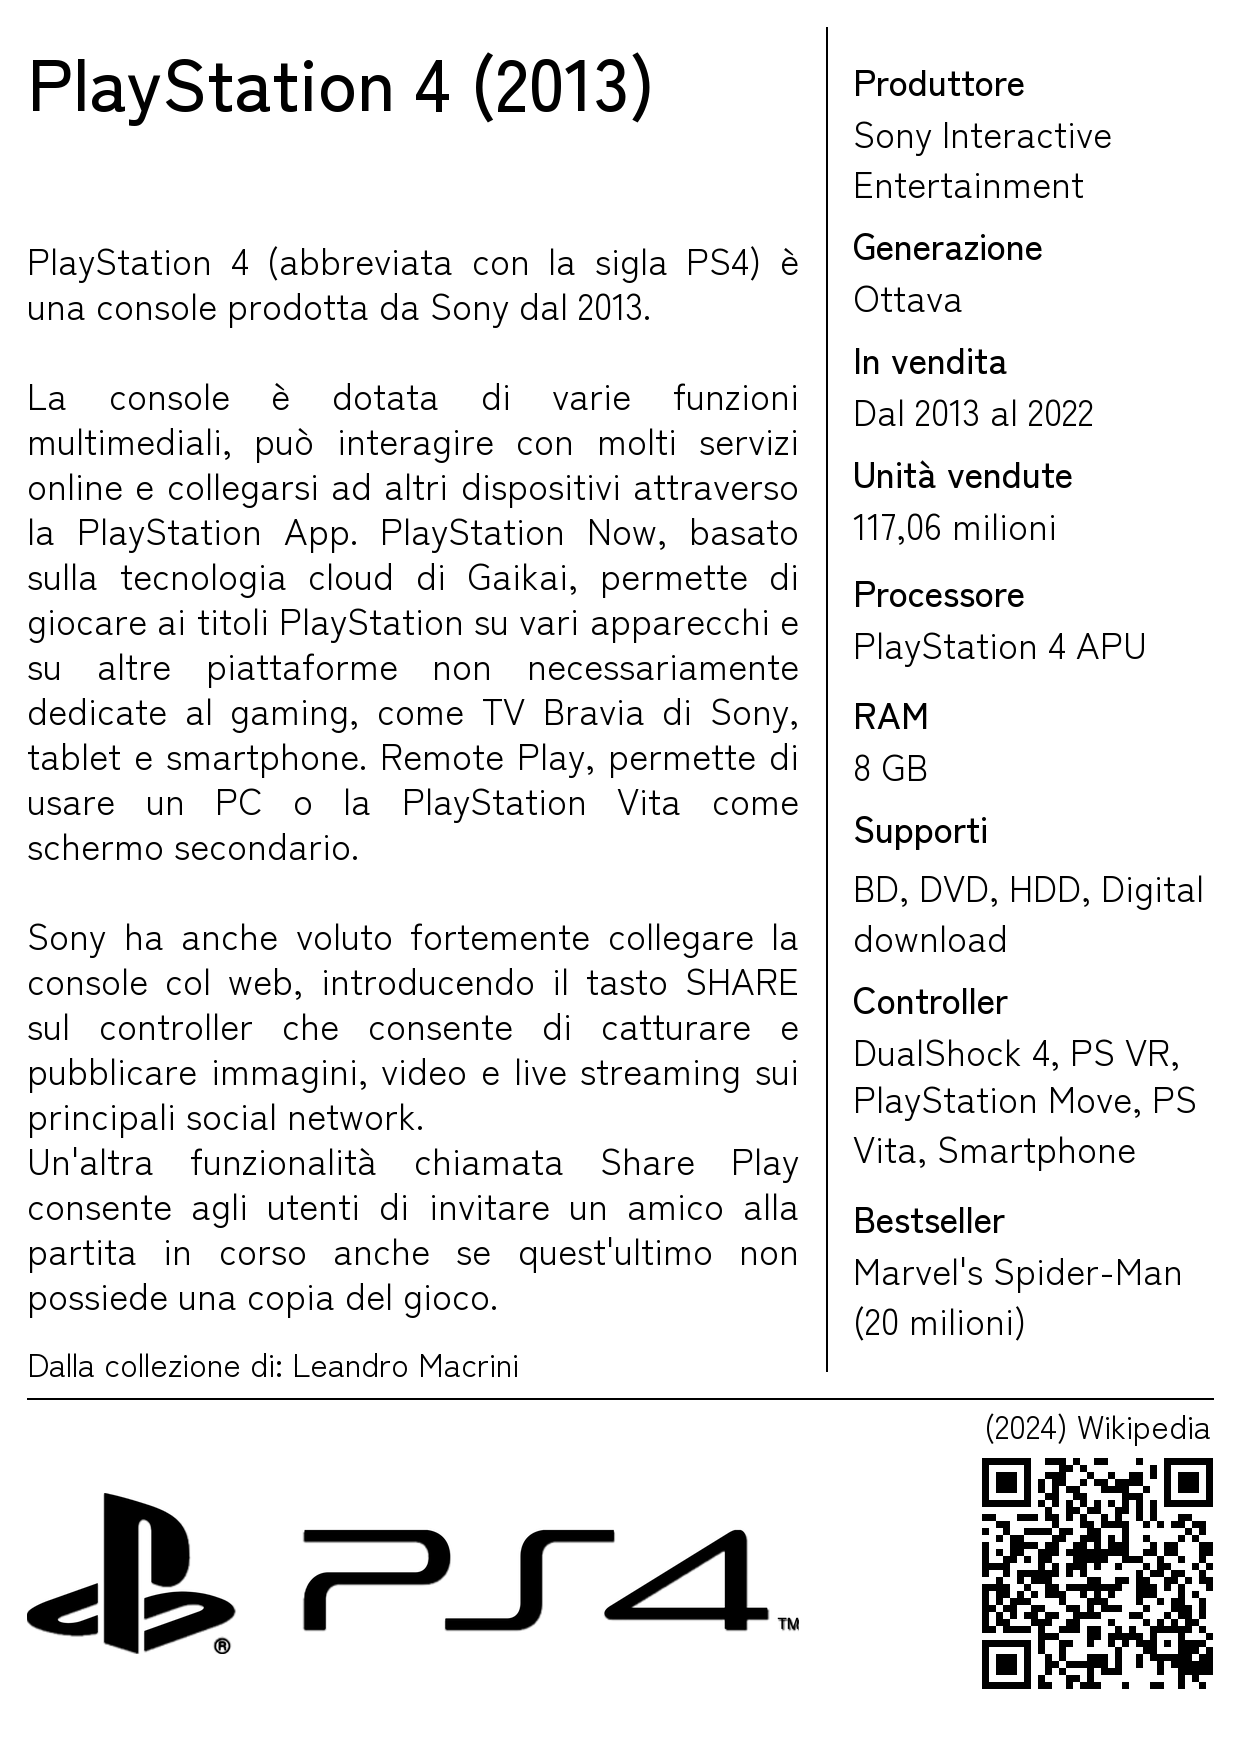 PlayStation 4 (2013)
PlayStation 4 (abbreviata con la sigla PS4) è
una console prodotta da Sony dal 2013.
La console è dotata di varie funzioni
multimediali, può interagire con molti servizi
online e collegarsi ad altri dispositivi attraverso
la PlayStation App. PlayStation Now, basato
sulla tecnologia cloud di Gaikai, permette di
giocare ai titoli PlayStation su vari apparecchi e
su altre piattaforme non necessariamente
dedicate al gaming, come TV Bravia di Sony,
tablet e smartphone. Remote Play, permette di
usare un PC o la PlayStation Vita come
schermo secondario.
Sony ha anche voluto fortemente collegare la
console col web, introducendo il tasto SHARE
sul controller che consente di catturare e
pubblicare immagini, video e live streaming sui
principali social network.
Un'altra funzionalità chiamata Share Play
consente agli utenti di invitare un amico alla
partita in corso anche se quest'ultimo non
possiede una copia del gioco.
Dalla collezione di: Leandro Macrini
Produttore
Sony Interactive
Entertainment
Generazione
Ottava
In vendita
Dal 2013 al 2022
Unità vendute
117,06 milioni
Processore
PlayStation 4 APU
RAM
8 GB
Supporti
BD, DVD, HDD, Digital
download
Controller
DualShock 4, PS VR,
PlayStation Move, PS
Vita, Smartphone
Bestseller
Marvel's Spider-Man
(20 milioni)
(2024) Wikipedia
® PS4 ™